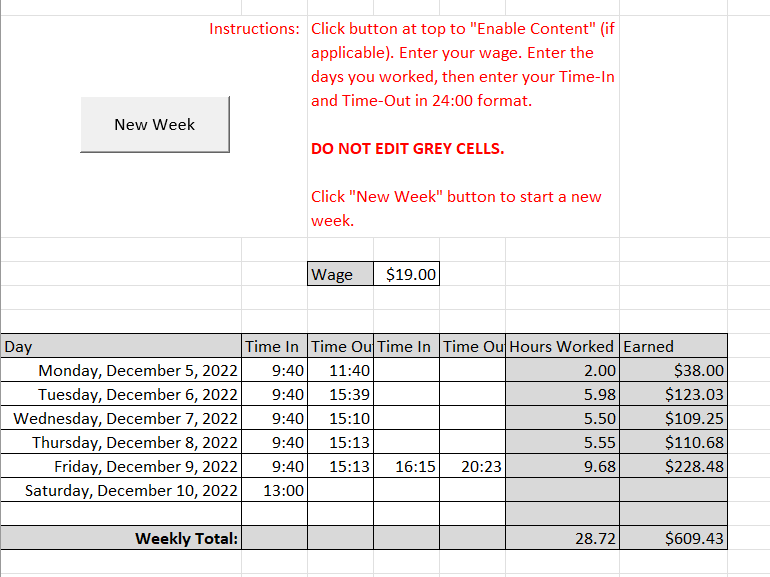 Instructions: Click button at top to "Enable Content" (if
applicable). Enter your wage. Enter the
days you worked, then enter your Time-In
and Time-Out in 24:00 format.
New Week
DO NOT EDIT GREY CELLS.
Click "New Week" button to start a new
week.
Wage $19.00
Day Time In Time Ou Time In Time Ou Hours Worked Earned
Monday, December 5, 2022 9:40 11:40 2.00 $38.00
Tuesday, December 6, 2022 9:40 15:39 5.98 $123.03
Wednesday, December 7, 2022 9:40 15:10 5.50 $109.25
Thursday, December 8, 2022 9:40 15:13 5.55 $110.68
Friday, December 9, 2022 9:40 15:13 16:15 20:23 9.68 $228.48
Saturday, December 10, 2022 13:00
Weekly Total: 28.72 $609.43